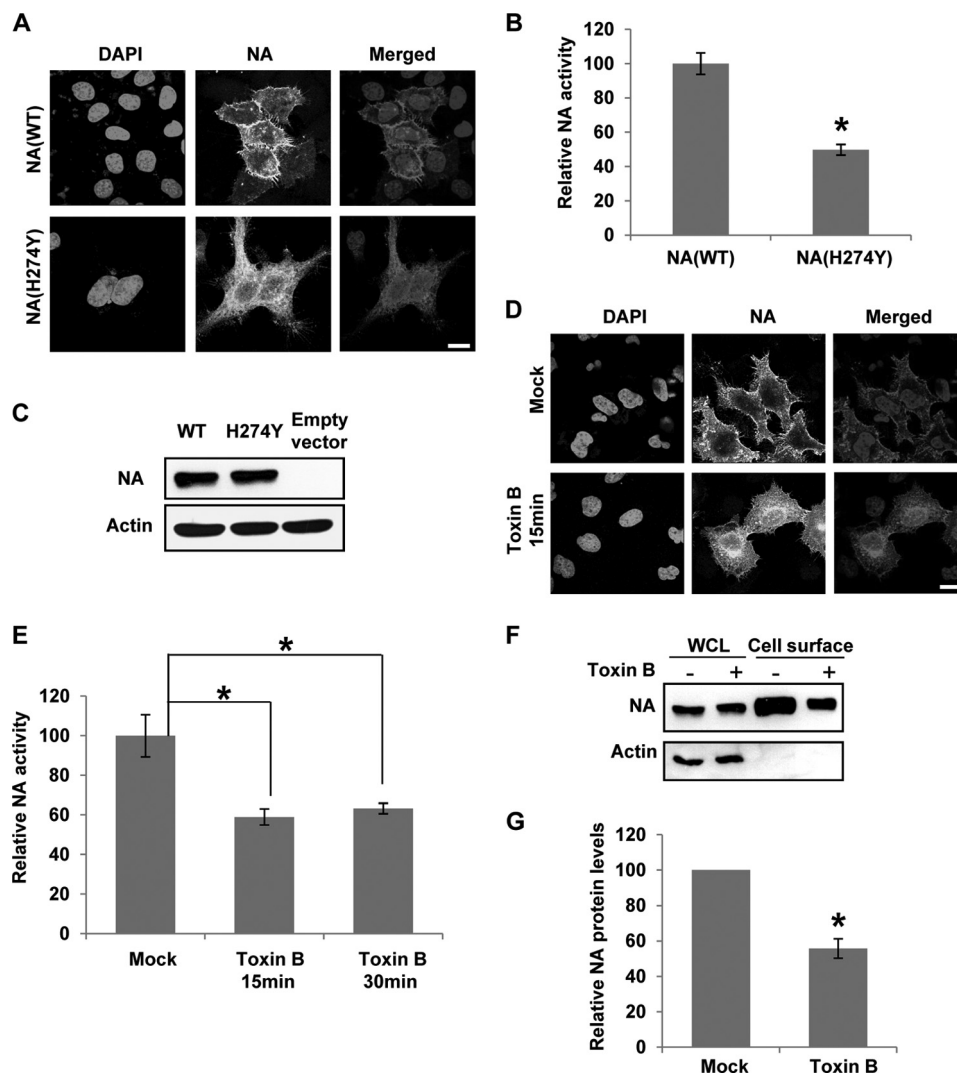 A
DAPI NA Merged
NA(WT)
NA(H274Y)
B
Relative NA activity
120
100
80
60
40
20
0
*
NA(WT) NA(H274Y)
C
WT H274Y Empty
vector
NA
Actin
D
DAPI NA Merged
Mock
Toxin B
15min
E
Relative NA activity
120
100
80
60
40
20
0
*
*
Mock Toxin B Toxin B
15min 30min
F
WCL Cell surface
Toxin B - + - +
NA
Actin
G
Relative NA protein levels
120
100
80
60
40
20
0
*
Mock Toxin B